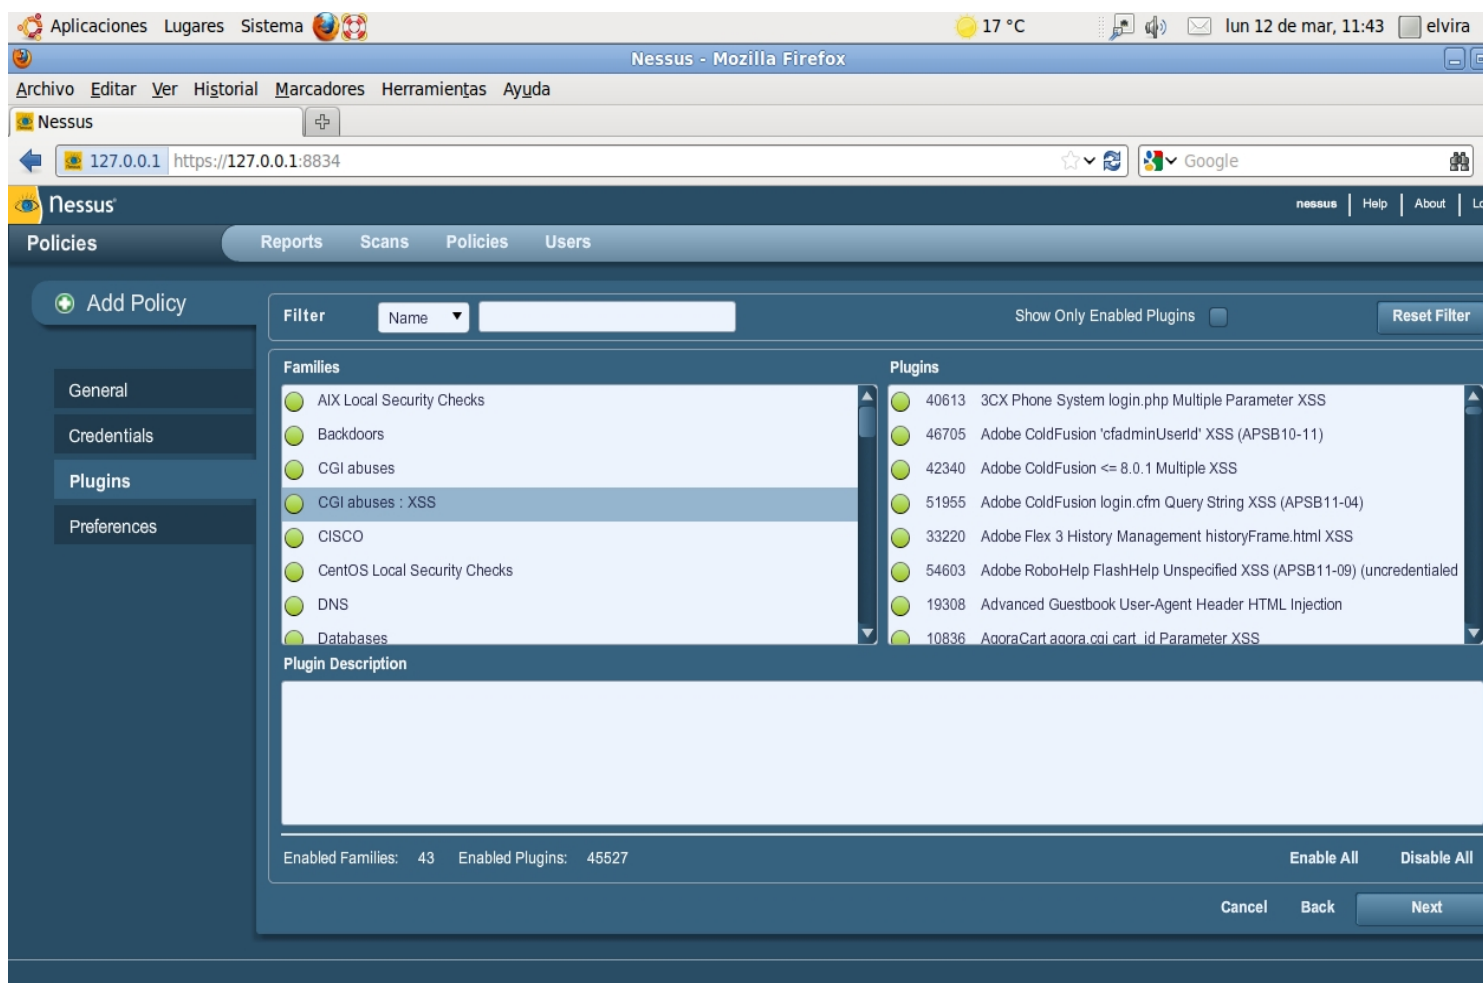 Aplicaciones Lugares Sistema 17 °C lun 12 de mar, 11:43 elvira
Nessus - Mozilla Firefox
Archivo Editar Ver Historial Marcadores Herramientas Ayuda
Nessus
127.0.0.1 https://127.0.0.1:8834 Google
nessus nessus Help About
Policies Reports Scans Policies Users
Add Policy
General
Credentials
Plugins
Preferences
Filter Name Show Only Enabled Plugins Reset Filter
Families
AIX Local Security Checks
Backdoors
CGI abuses
CGI abuses : XSS
CISCO
CentOS Local Security Checks
DNS
Databases
Plugins
40613 3CX Phone System login.php Multiple Parameter XSS
46705 Adobe ColdFusion 'cfadminUserId' XSS (APSB10-11)
42340 Adobe ColdFusion <= 8.0.1 Multiple XSS
51955 Adobe ColdFusion login.cfm Query String XSS (APSB11-04)
33220 Adobe Flex 3 History Management historyFrame.html XSS
54603 Adobe RoboHelp FlashHelp Unspecified XSS (APSB11-09) (uncredentialed
19308 Advanced Guestbook User-Agent Header HTML Injection
10836 AgoraCart agora.cgi cart_id Parameter XSS
Plugin Description
Enabled Families: 43 Enabled Plugins: 45527 Enable All Disable All
Cancel Back Next